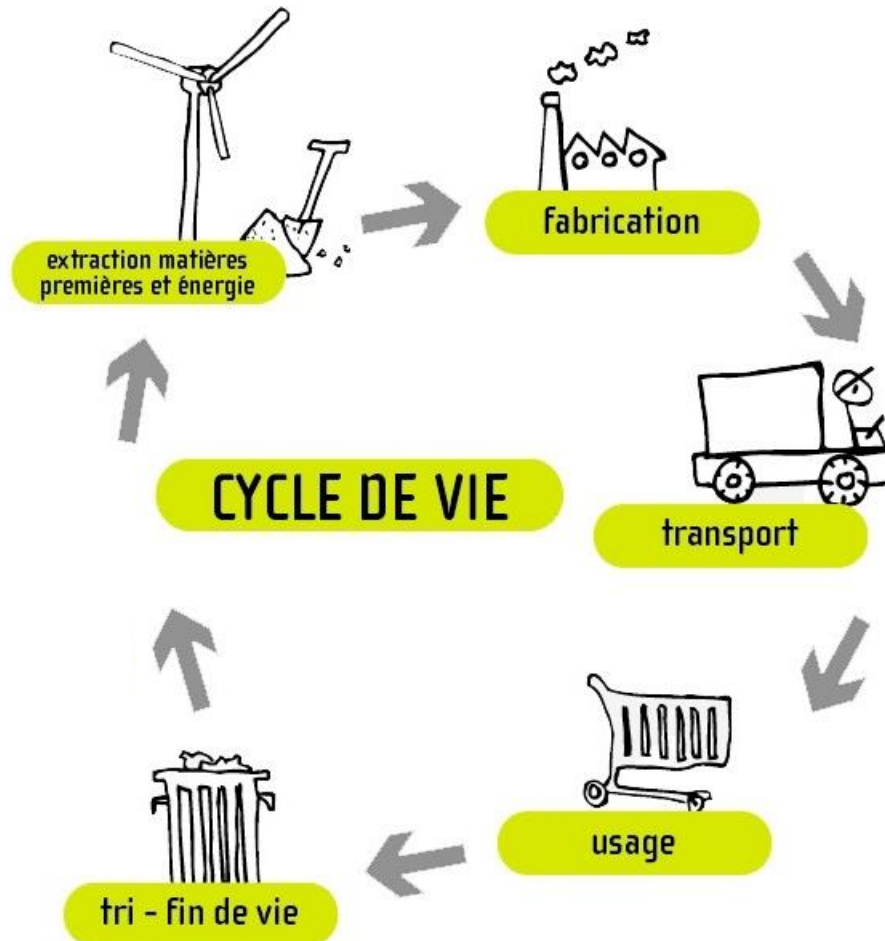 extraction matières
premières et énergie
fabrication
transport
CYCLE DE VIE
usage
tri - fin de vie